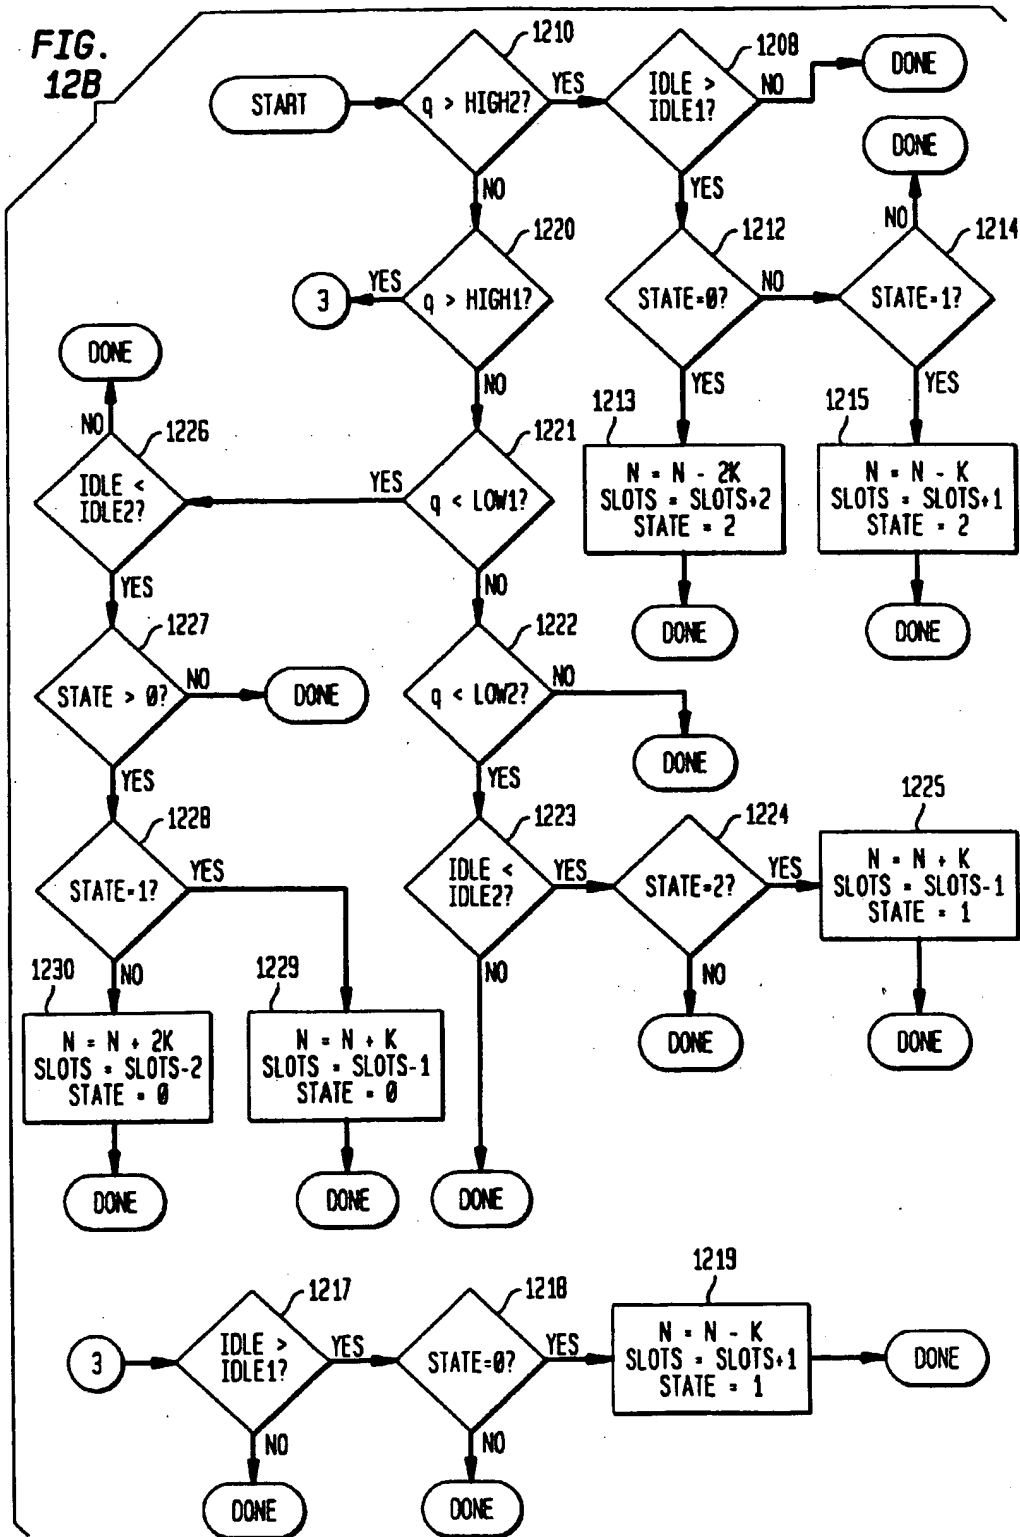 FIG.
12B
1210
1208
START
q > HIGH2?
YES
IDLE >
IDLE1?
NO
DONE
DONE
NO
YES
NO
1220
1212
1214
3
YES
q > HIGH1?
STATE=0?
NO
STATE=1?
DONE
NO
YES
YES
NO
1226
1221
1213
1215
IDLE <
IDLE2?
YES
q < LOW1?
N = N - 2K
SLOTS = SLOTS+2
STATE = 2
N = N - K
SLOTS = SLOTS+1
STATE = 2
YES
NO
1227
1222
DONE
DONE
STATE > 0?
NO
DONE
q < LOW2?
NO
DONE
YES
YES
1228
1223
1224
1225
STATE=1?
YES
IDLE <
IDLE2?
YES
STATE=2?
YES
N = N + K
SLOTS = SLOTS-1
STATE = 1
NO
NO
NO
1230
1229
N = N + 2K
SLOTS = SLOTS-2
STATE = 0
N = N + K
SLOTS = SLOTS-1
STATE = 0
DONE
DONE
DONE
DONE
DONE
1217
1218
1219
3
IDLE >
IDLE1?
YES
STATE=0?
YES
N = N - K
SLOTS = SLOTS+1
STATE = 1
DONE
NO
NO
DONE
DONE